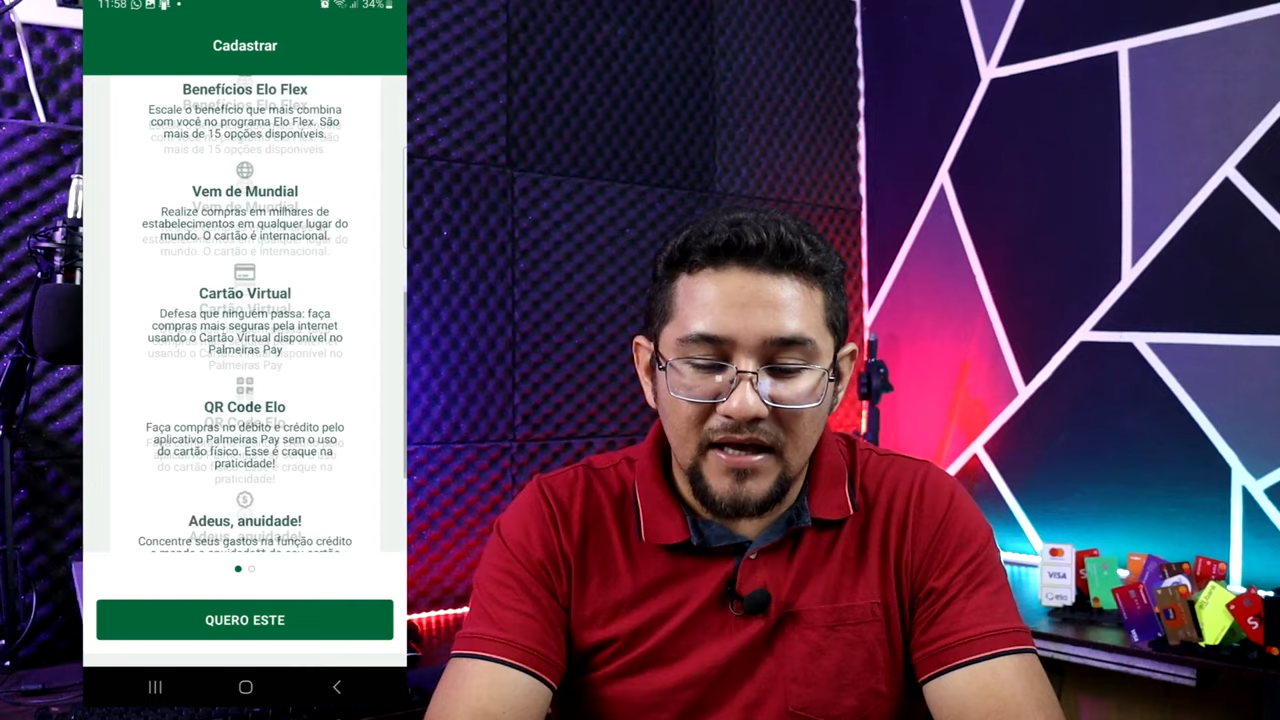 11:58
34%
Cadastrar
Benefícios Elo Flex
Escale o benefício que mais combina
com você no programa Elo Flex. São
mais de 15 opções disponíveis.
Vem de Mundial
Realize compras em milhares de
estabelecimentos em qualquer lugar do
mundo. O cartão é internacional.
Cartão Virtual
Defesa que ninguém passa: faça
compras mais seguras pela internet
usando o Cartão Virtual disponível no
Palmeiras Pay
QR Code Elo
Faça compras no débito e crédito pelo
aplicativo Palmeiras Pay sem o uso
do cartão físico. Esse é craque na
praticidade!
Adeus, anuidade!
Concentre seus gastos na função crédito
QUERO ESTE
VISA
elo